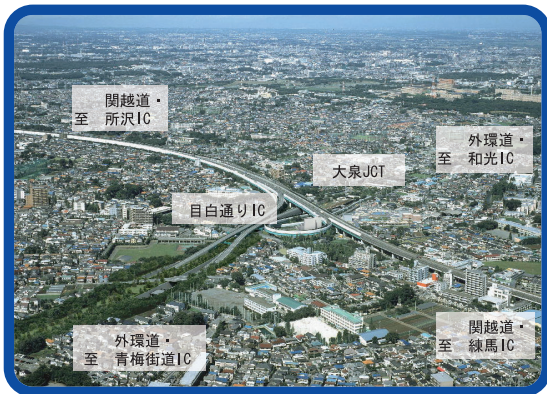 関越道・
至 所沢IC
外環道・
至 和光IC
大泉JCT
目白通りIC
外環道・
至 青梅街道IC
関越道・
至 練馬IC